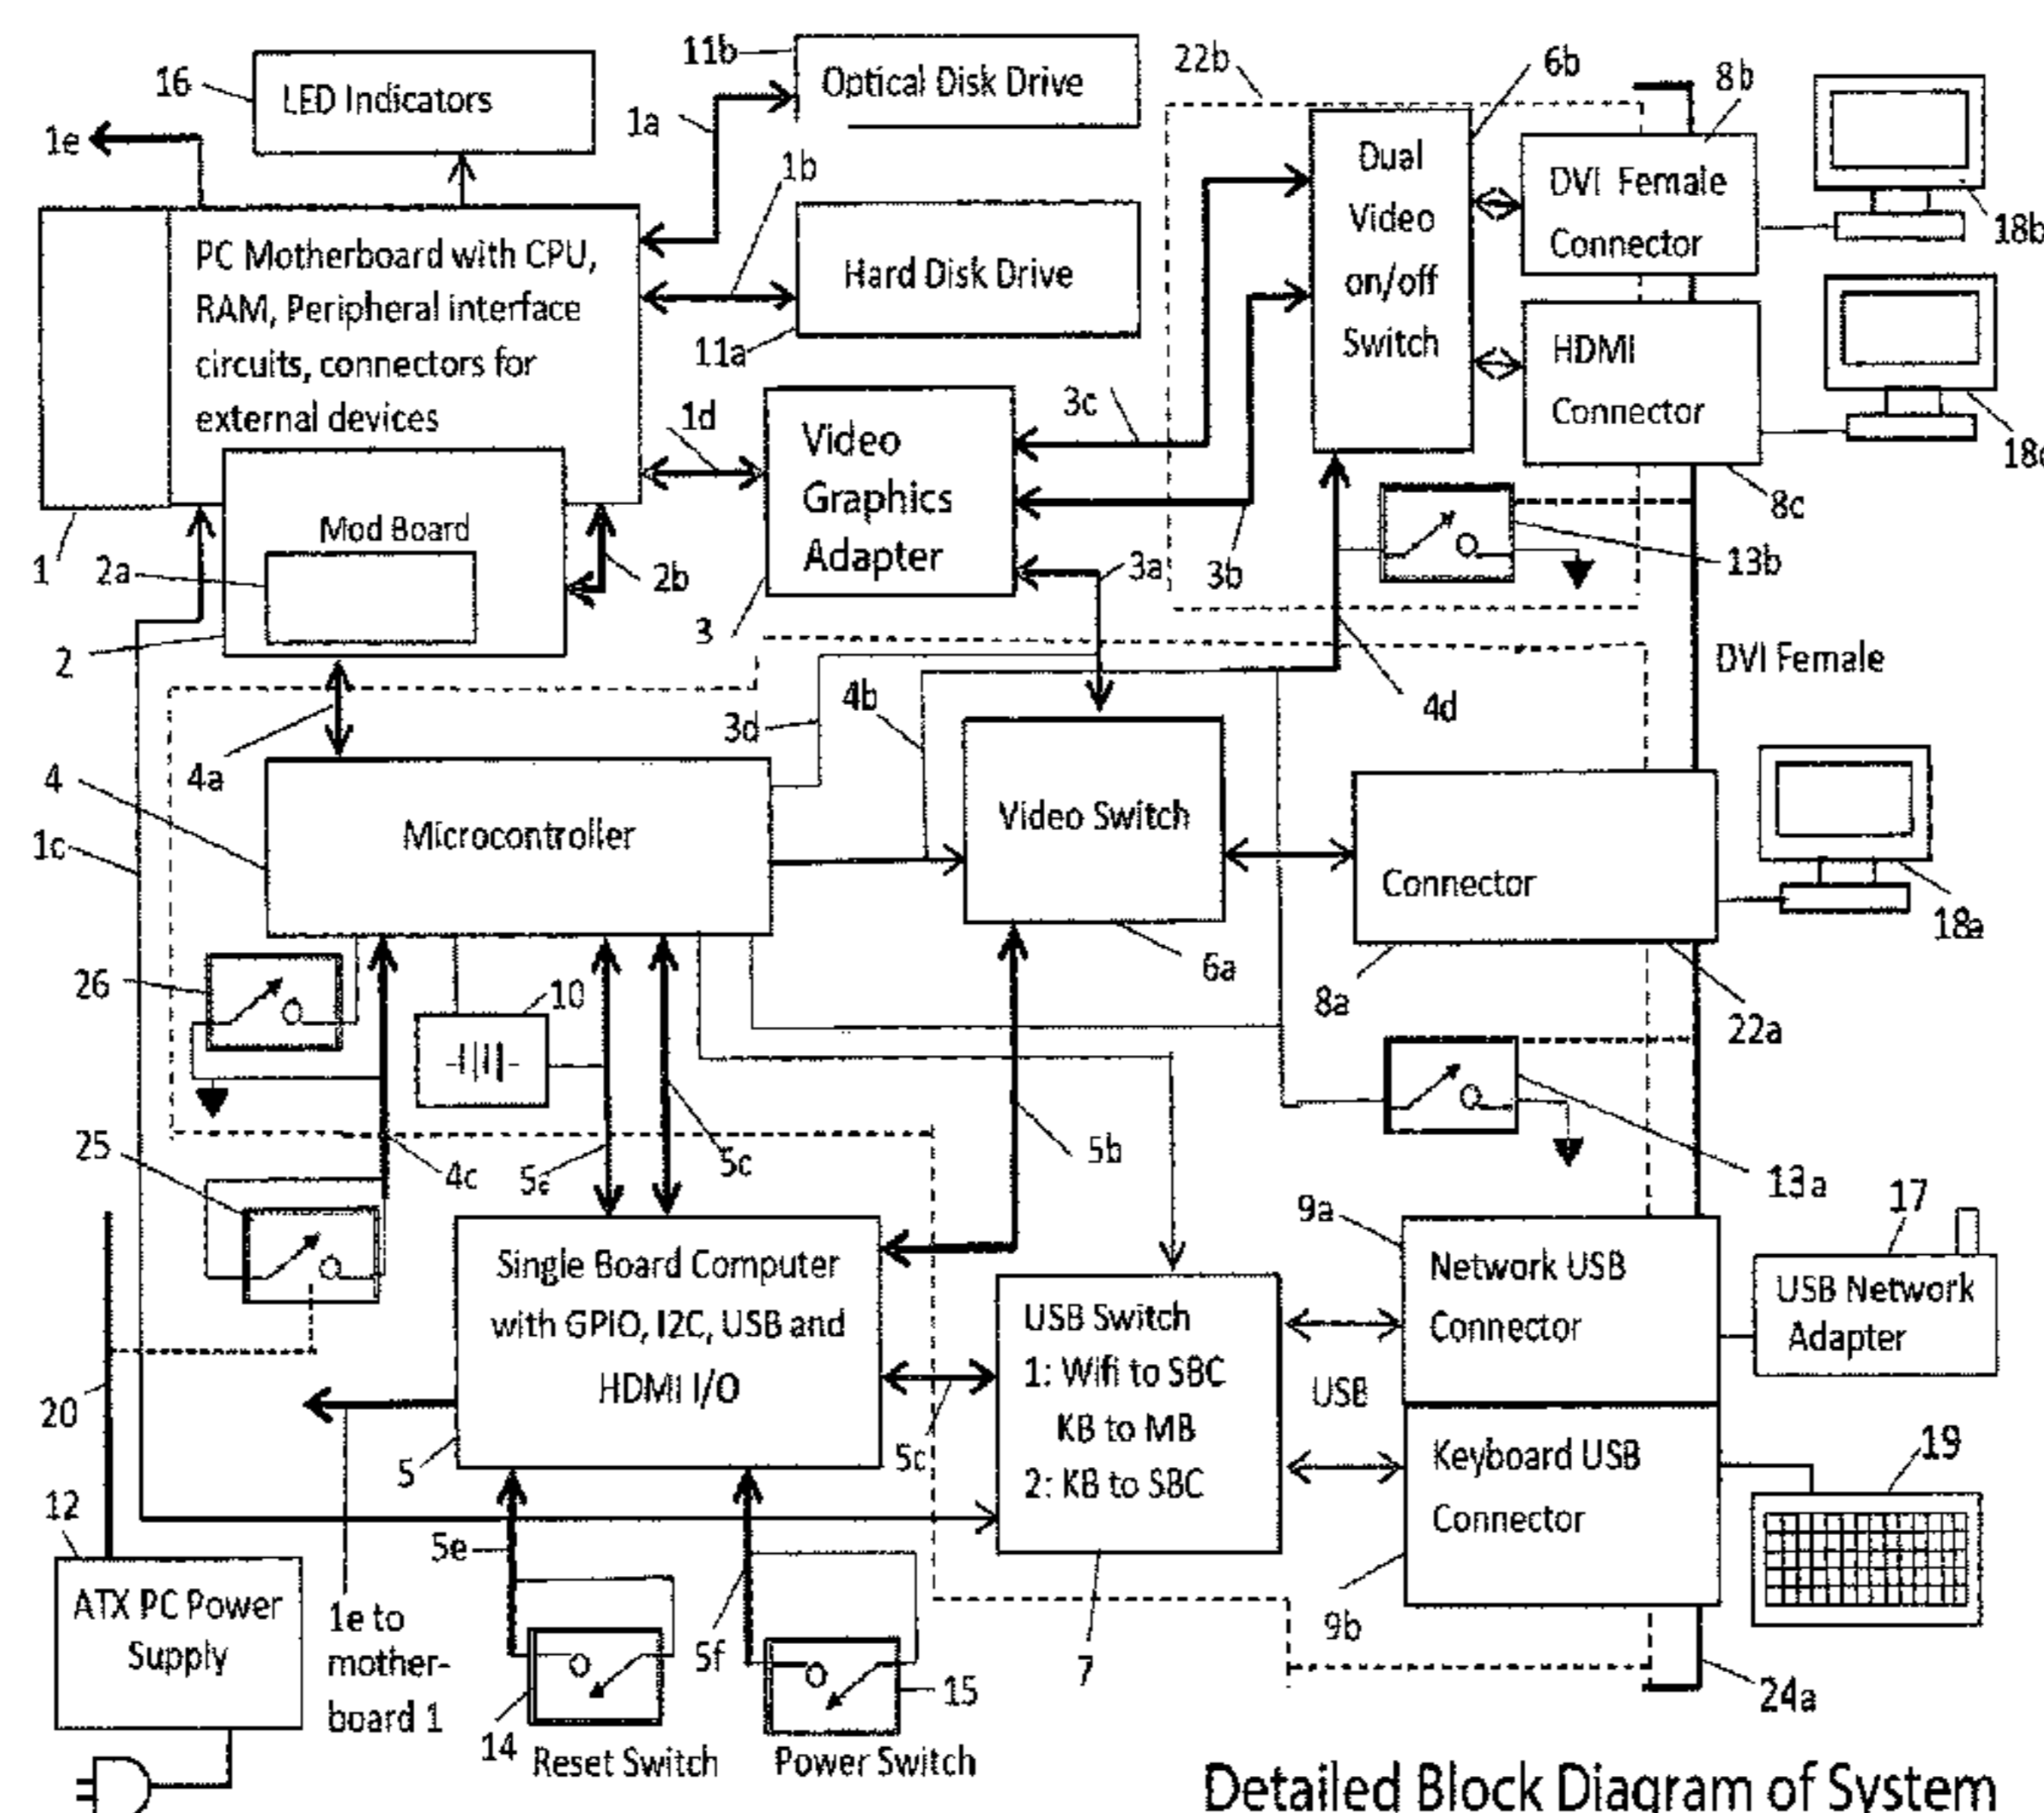 11b
Optical Disk Drive
22b
6b
8b
16
LED Indicators
1a
1e
1b
Dual
Video
on/off
Switch
DVI Female
Connector
18b
PC Motherboard with CPU,
RAM, Peripheral interface
circuits, connectors for
external devices
Hard Disk Drive
11a
HDMI
Connector
18c
8c
1d
Video
Graphics
Adapter
3c
Mod Board
2a
1
2b
3a
3b
13b
3
2
DVI Female
4b
3d
4d
4a
4
Microcontroller
Video Switch
Connector
1c
18a
6a
8a
22a
26
10
25
4c
5a
5c
5b
13a
9a
17
Single Board Computer
with GPIO, I2C, USB and
HDMI I/O
Network USB
Connector
USB Network
Adapter
USB Switch
1: Wifi to SBC
KB to MB
2: KB to SBC
USB
20
5
5c
Keyboard USB
Connector
19
12
5e
ATX PC Power
Supply
1e to
mother-
board 1
5f
9b
7
15
24a
14
Reset Switch
Power Switch
Detailed Block Diagram of System